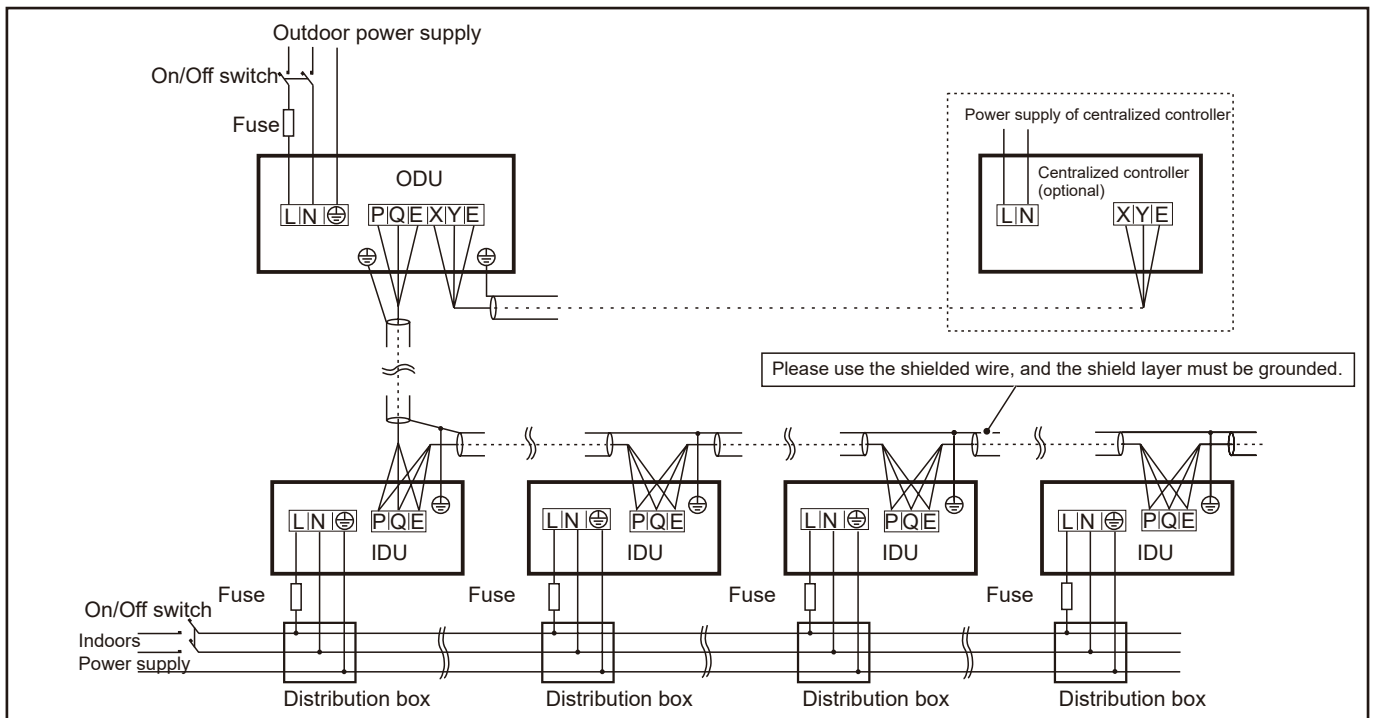 Outdoor power supply
On/Off switch
Fuse
Power supply of centralized controller
ODU
Centralized controller
(optional)
L N ⏚
P Q E X Y E
L N
X Y E
Please use the shielded wire, and the shield layer must be grounded.
L N ⏚ P Q E
L N ⏚ P Q E
L N ⏚ P Q E
L N ⏚ P Q E
IDU
IDU
IDU
IDU
Fuse
Fuse
Fuse
Fuse
On/Off switch
Indoors
Power supply
Distribution box
Distribution box
Distribution box
Distribution box